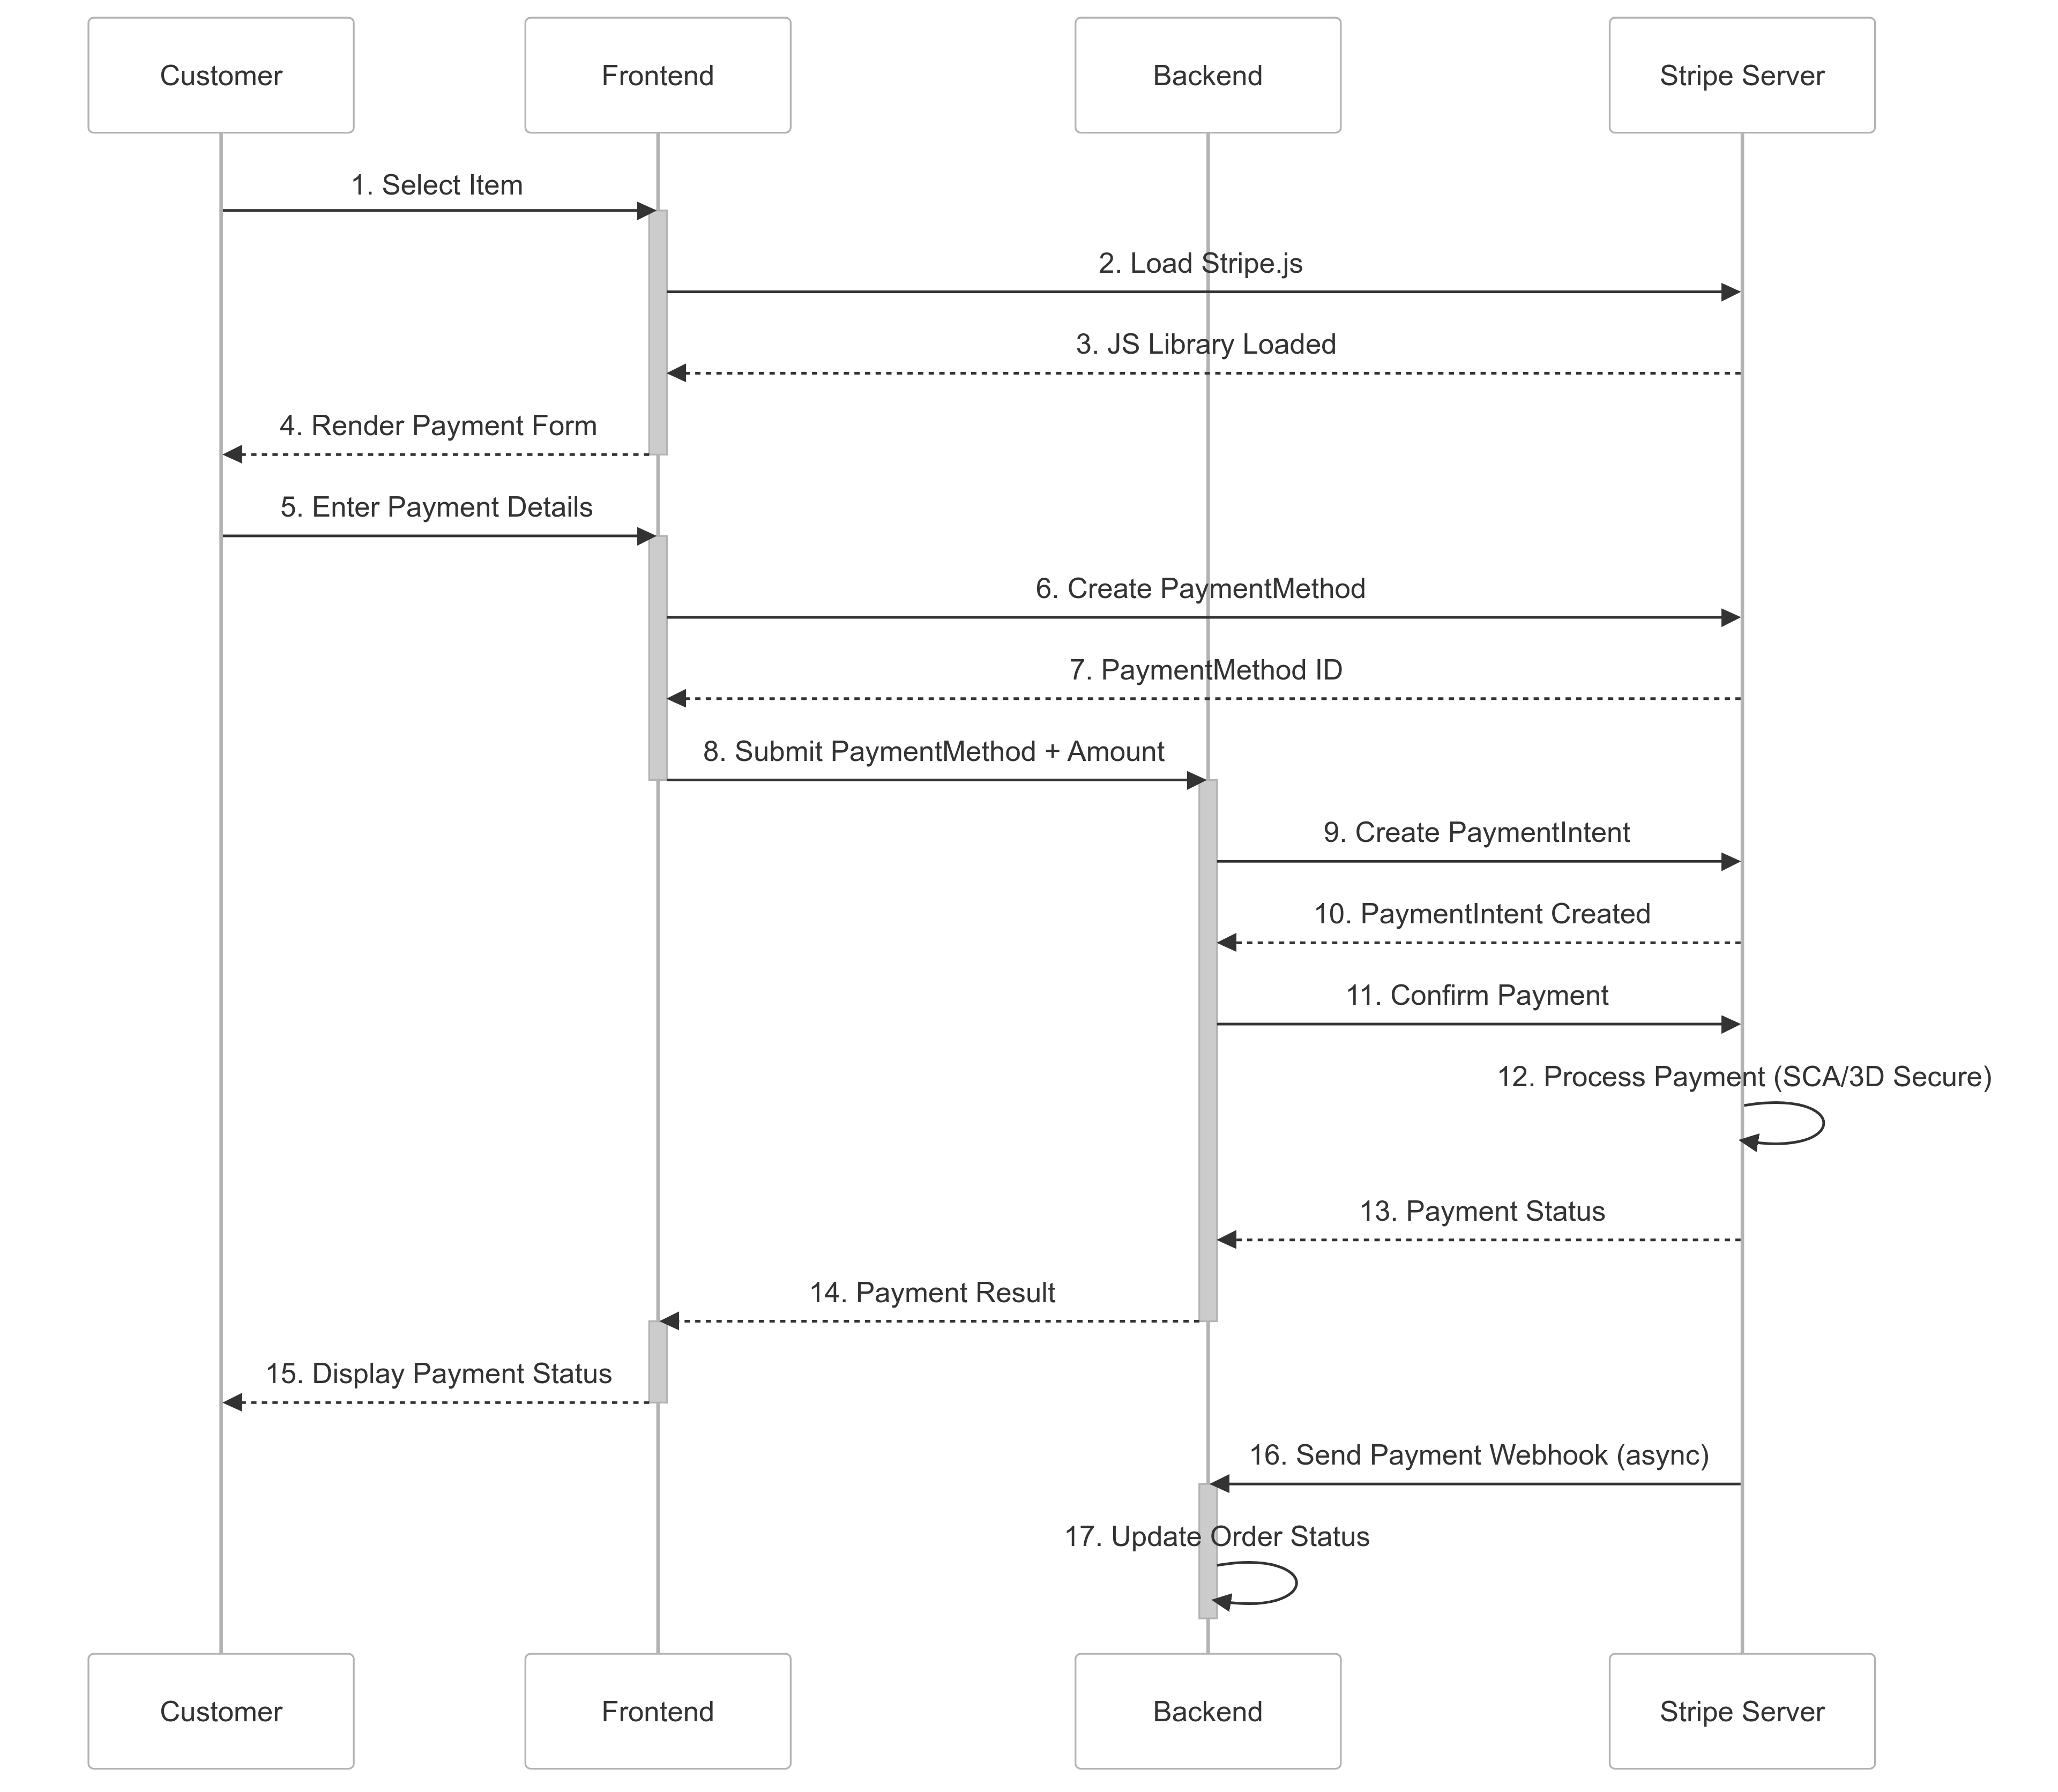 Customer
Frontend
Backend
Stripe Server
1. Select Item
2. Load Stripe.js
3. JS Library Loaded
4. Render Payment Form
5. Enter Payment Details
6. Create PaymentMethod
7. PaymentMethod ID
8. Submit PaymentMethod + Amount
9. Create PaymentIntent
10. PaymentIntent Created
11. Confirm Payment
12. Process Payment (SCA/3D Secure)
13. Payment Status
14. Payment Result
15. Display Payment Status
16. Send Payment Webhook (async)
17. Update Order Status
Customer
Frontend
Backend
Stripe Server